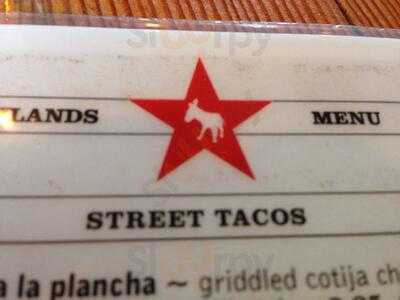 LANDS MENU
STREET TACOS
a la plancha ~ griddled cotija ch